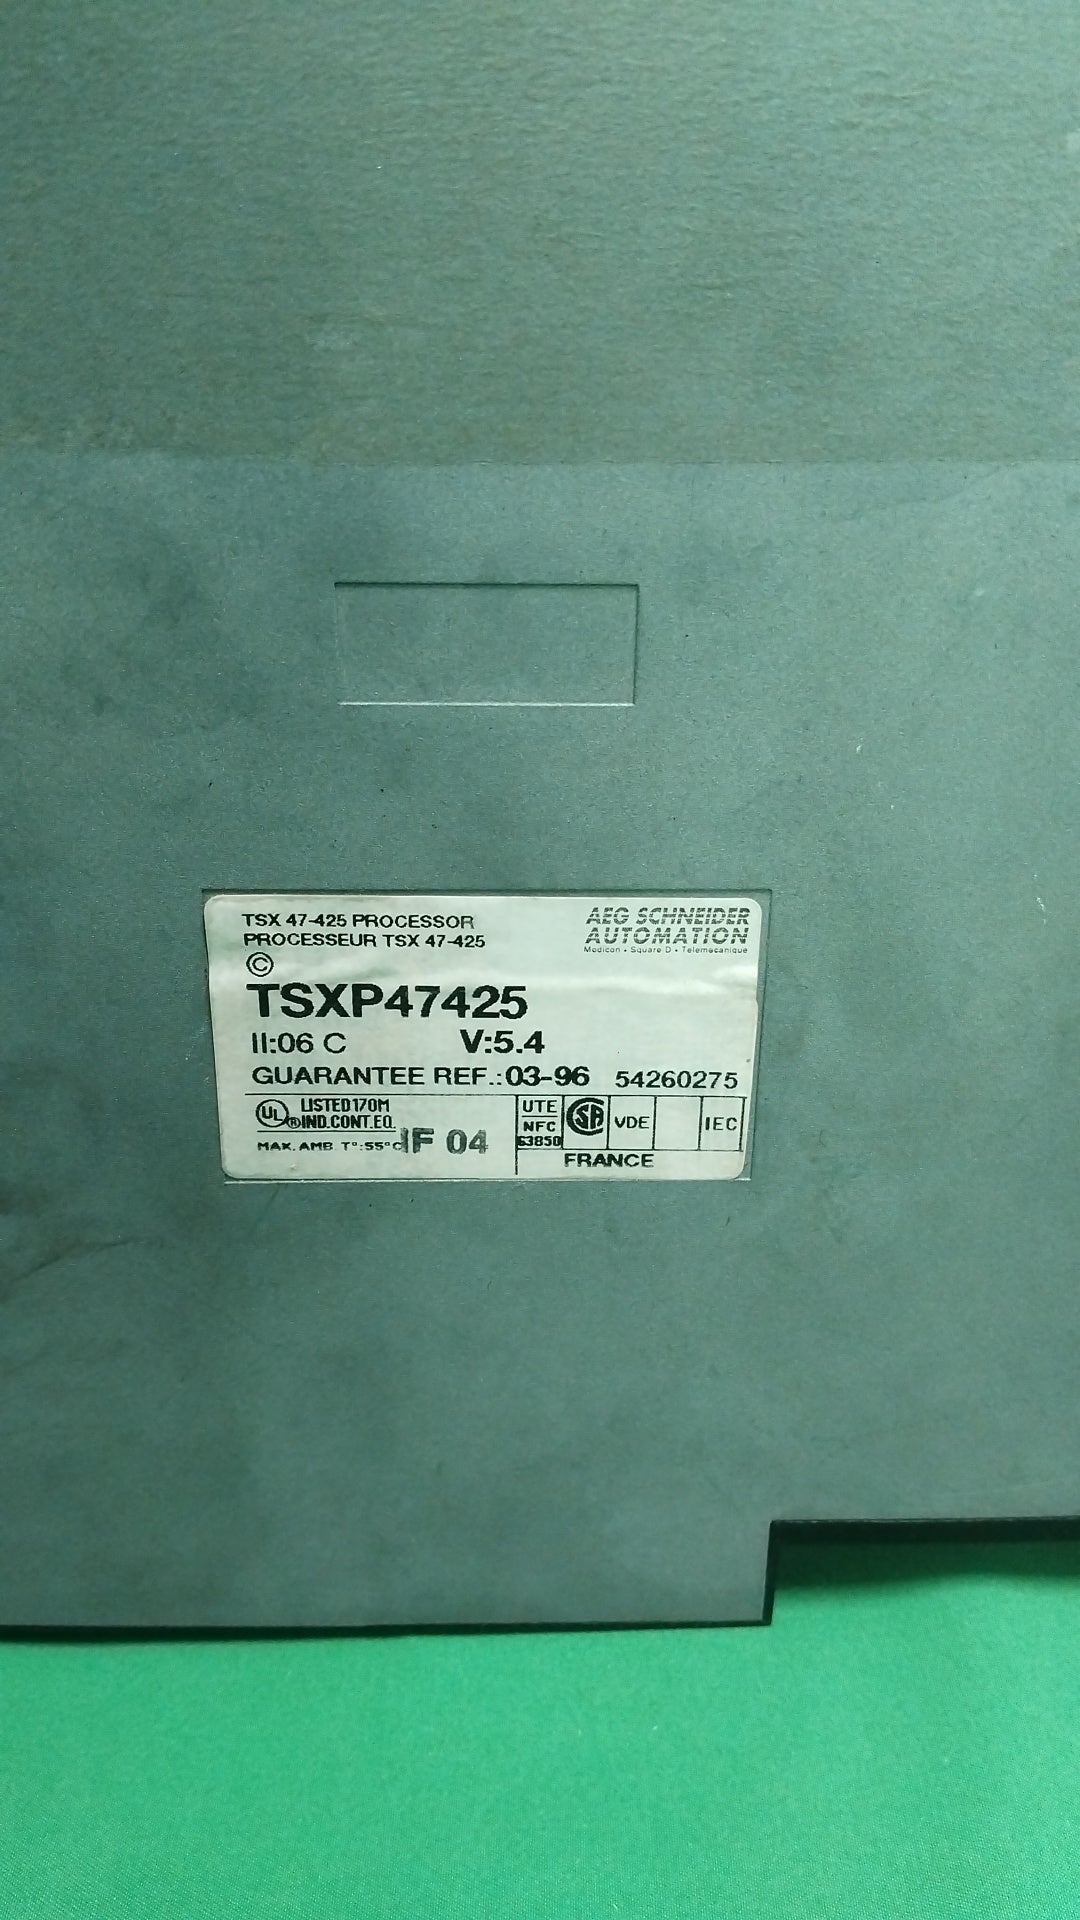 TSX 47-425 PROCESSOR
PROCESSEUR TSX 47-425
AEG SCHNEIDER
AUTOMATION
Modicon • Square D • Telemecanique
©
TSXP47425
II:06 C V:5.4
GUARANTEE REF.:03-96 54260275
UL ® LISTED 170M
IND.CONT.EQ.
MAX. AMB. T°:55°C
IF 04
UTE
NFC
63850
SA
VDE
IEC
FRANCE